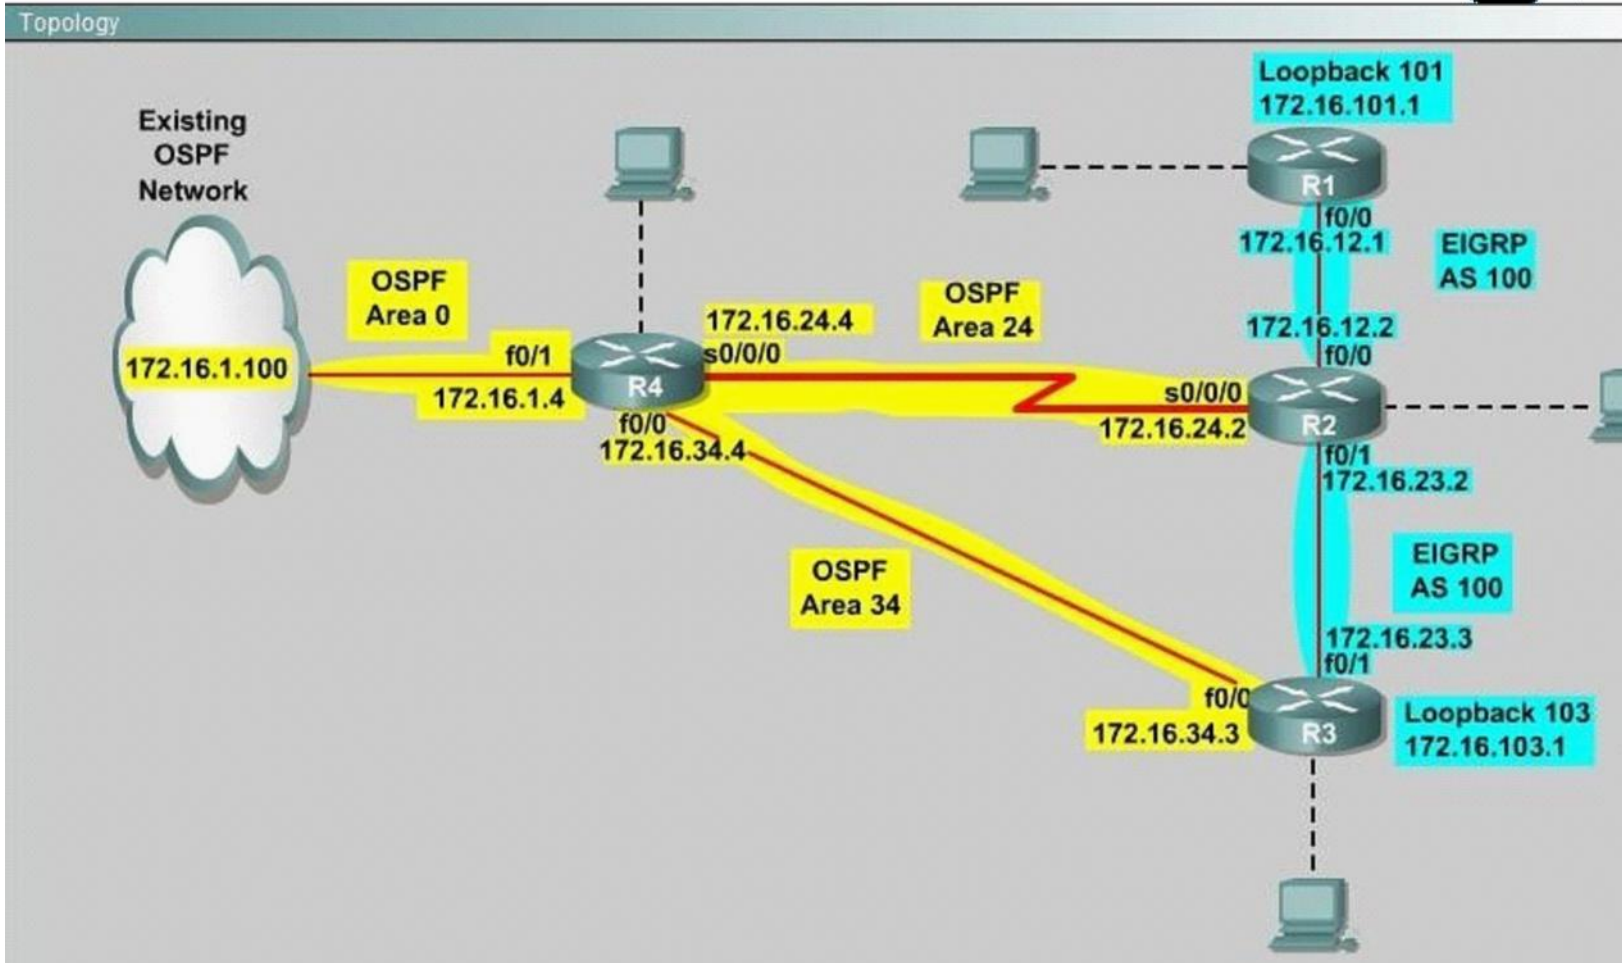 Topology
Existing
OSPF
Network
172.16.1.100
OSPF
Area 0
f0/1
172.16.1.4
R4
172.16.24.4
s0/0/0
f0/0
172.16.34.4
OSPF
Area 24
s0/0/0
172.16.24.2
OSPF
Area 34
f0/0
172.16.34.3
Loopback 101
172.16.101.1
R1
f0/0
172.16.12.1
EIGRP
AS 100
172.16.12.2
f0/0
R2
f0/1
172.16.23.2
EIGRP
AS 100
172.16.23.3
f0/1
R3
Loopback 103
172.16.103.1